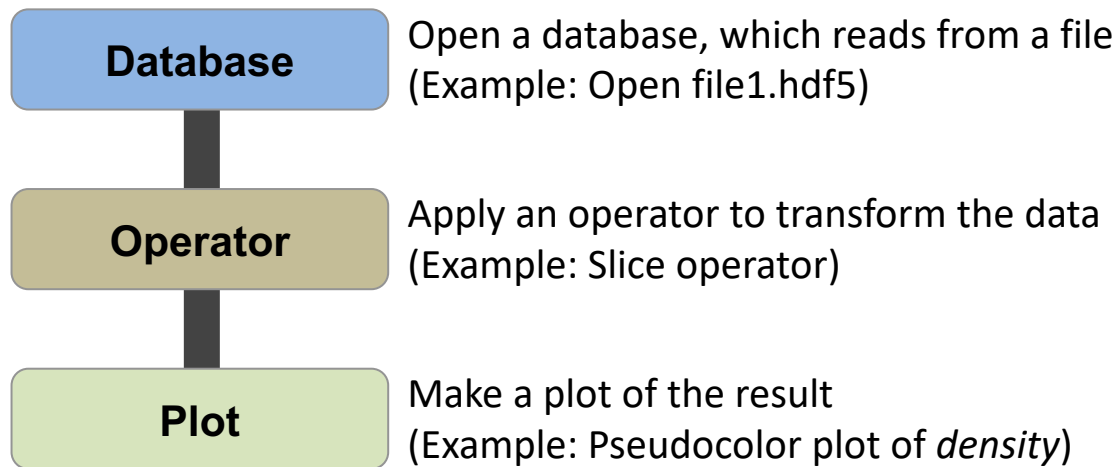 Database
Open a database, which reads from a file
(Example: Open file1.hdf5)
Operator
Apply an operator to transform the data
(Example: Slice operator)
Plot
Make a plot of the result
(Example: Pseudocolor plot of density)